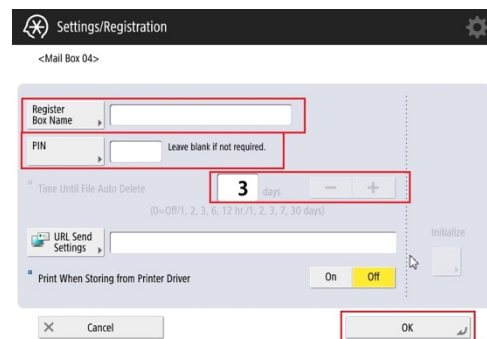 Settings/Registration
<Mail Box 04>
Register
Box Name
PIN
Leave blank if not required.
Time Until File Auto Delete
3 days
− +
(0=Off/1, 2, 3, 6, 12 hr./1, 2, 3, 7, 30 days)
URL Send
Settings
Initialize
Print When Storing from Printer Driver
On Off
Cancel
OK